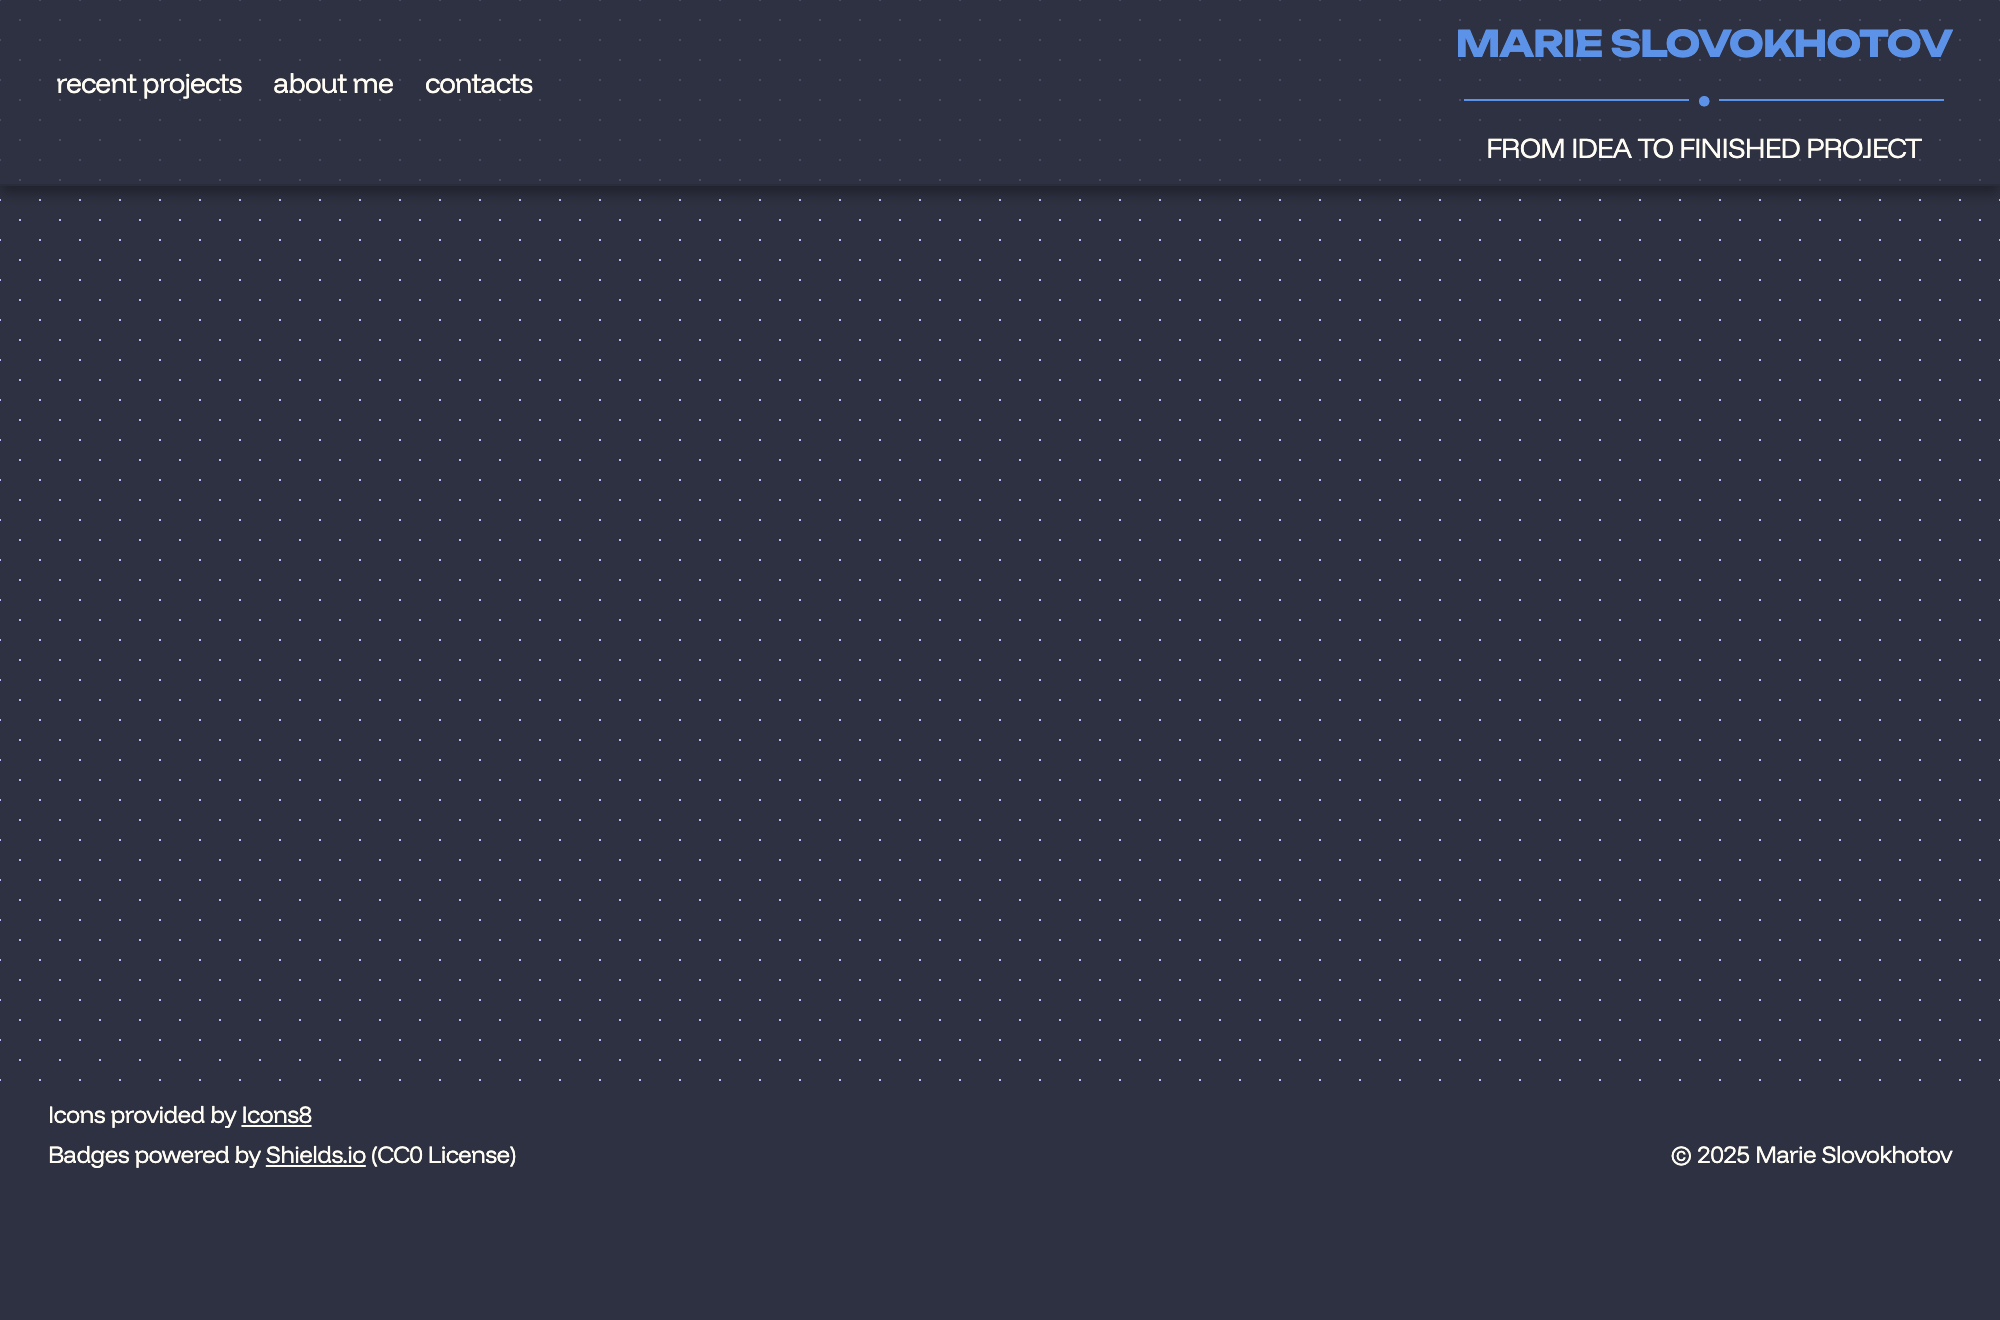 recent projects about me contacts
MARIE SLOVOKHOTOV
FROM IDEA TO FINISHED PROJECT
Icons provided by Icons8
Badges powered by Shields.io (CC0 License)
© 2025 Marie Slovokhotov